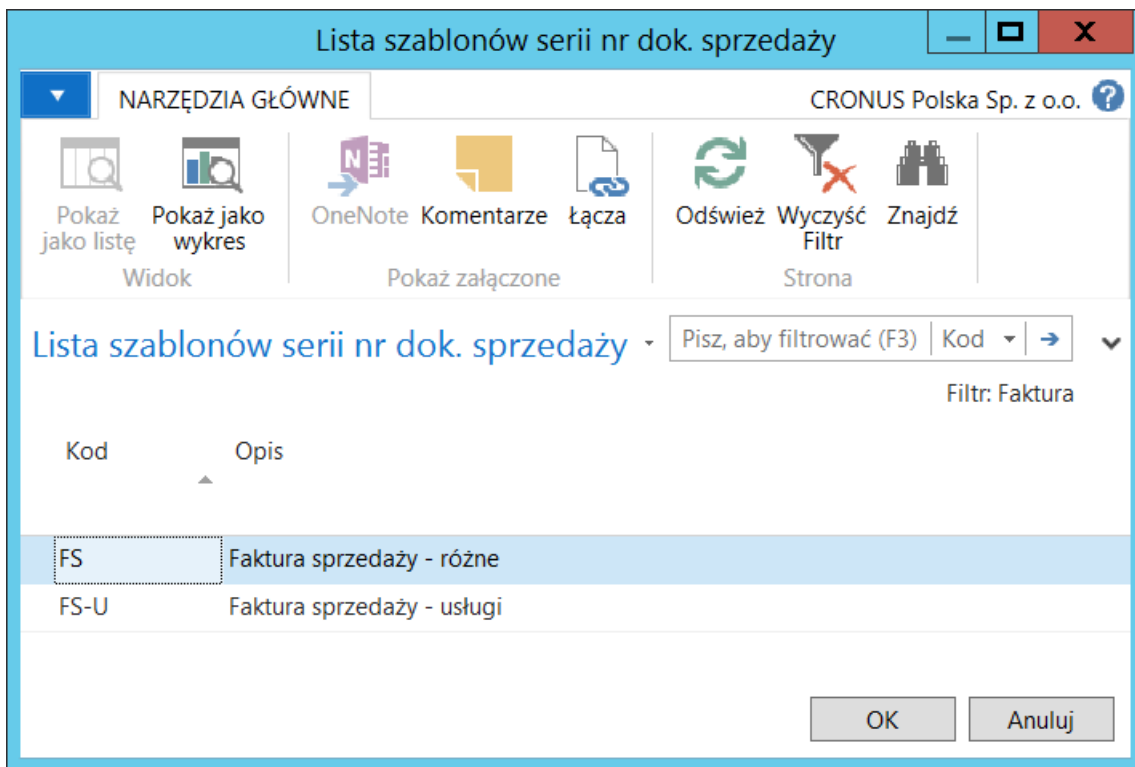 Lista szablonów serii nr dok. sprzedaży
NARZĘDZIA GŁÓWNE
CRONUS Polska Sp. z o.o.
Pokaż jako listę
Pokaż jako wykres
Widok
OneNote
Komentarze
Łącza
Pokaż załączone
Odśwież
Wyczyść Filtr
Znajdź
Strona
Lista szablonów serii nr dok. sprzedaży
Pisz, aby filtrować (F3)
Kod
Filtr: Faktura
Kod
Opis
FS
Faktura sprzedaży - różne
FS-U
Faktura sprzedaży - usługi
OK
Anuluj